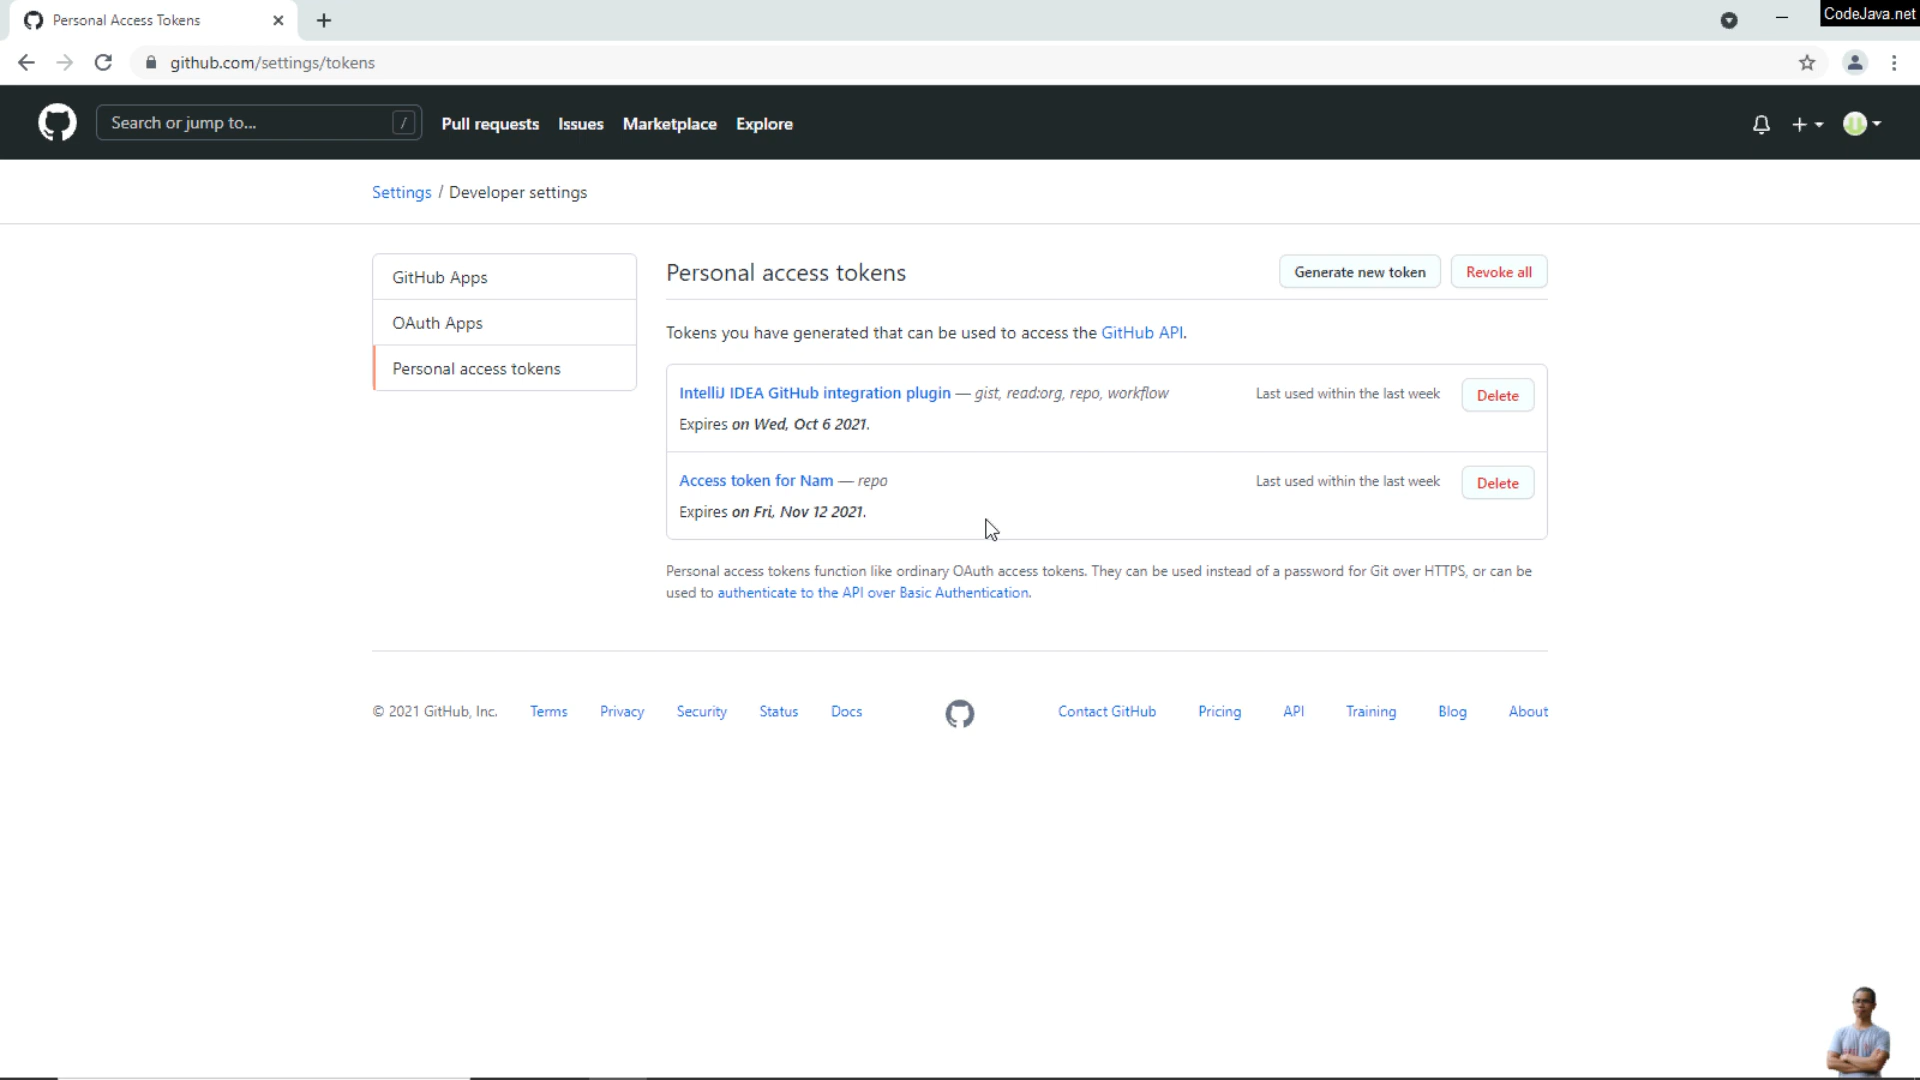 Personal Access Tokens
CodeJava.net
github.com/settings/tokens
Search or jump to... /
Pull requests Issues Marketplace Explore
Settings / Developer settings
GitHub Apps
OAuth Apps
Personal access tokens
Personal access tokens
Generate new token
Revoke all
Tokens you have generated that can be used to access the GitHub API.
IntelliJ IDEA GitHub integration plugin — gist, read:org, repo, workflow
Last used within the last week
Delete
Expires on Wed, Oct 6 2021.
Access token for Nam — repo
Last used within the last week
Delete
Expires on Fri, Nov 12 2021.
Personal access tokens function like ordinary OAuth access tokens. They can be used instead of a password for Git over HTTPS, or can be
used to authenticate to the API over Basic Authentication.
© 2021 GitHub, Inc. Terms Privacy Security Status Docs Contact GitHub Pricing API Training Blog About